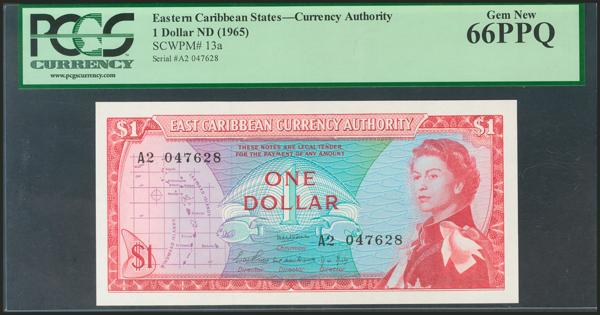 PCGS
CURRENCY
www.pcgscurrency.com
Eastern Caribbean States—Currency Authority
1 Dollar ND (1965)
SCWPM# 13a
Serial #A2 047628
Gem New
66PPQ
$1 EAST CARIBBEAN CURRENCY AUTHORITY $1
THESE NOTES ARE LEGAL TENDER
FOR THE PAYMENT OF ANY AMOUNT
A2 047628
ONE
DOLLAR
A2 047628
Chairman
$1
Director Director Director